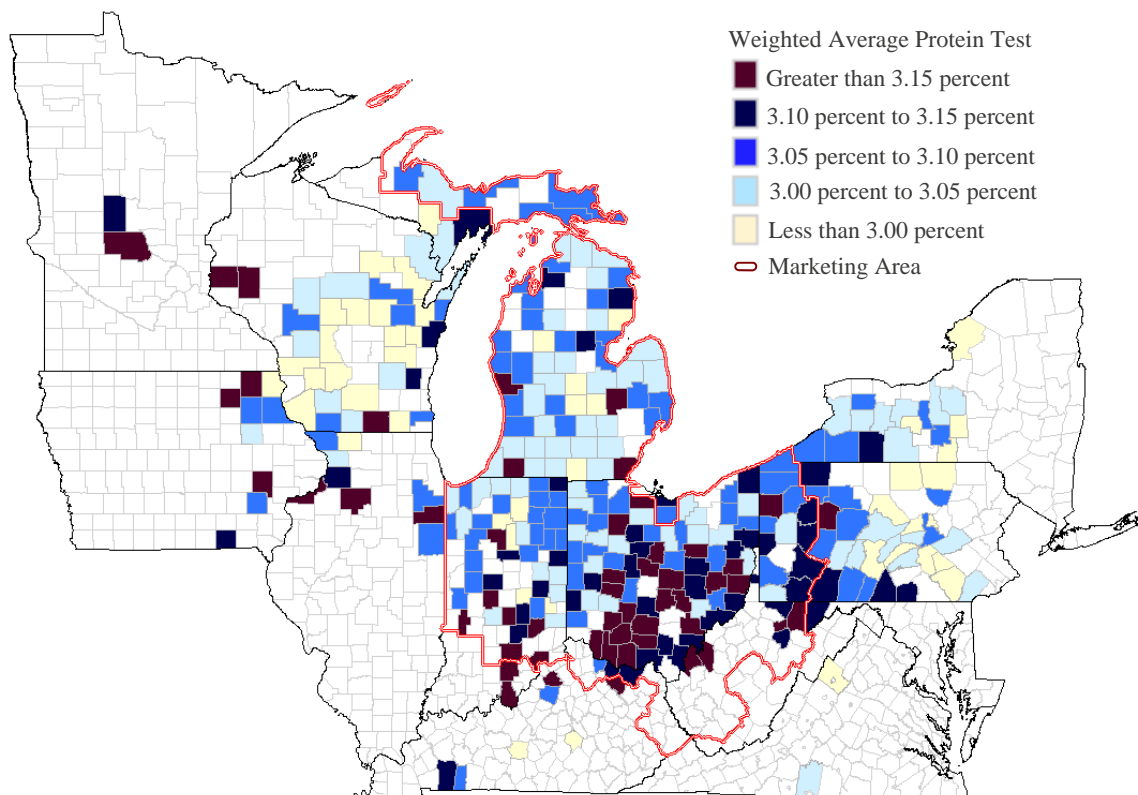 Weighted Average Protein Test
Greater than 3.15 percent
3.10 percent to 3.15 percent
3.05 percent to 3.10 percent
3.00 percent to 3.05 percent
Less than 3.00 percent
Marketing Area